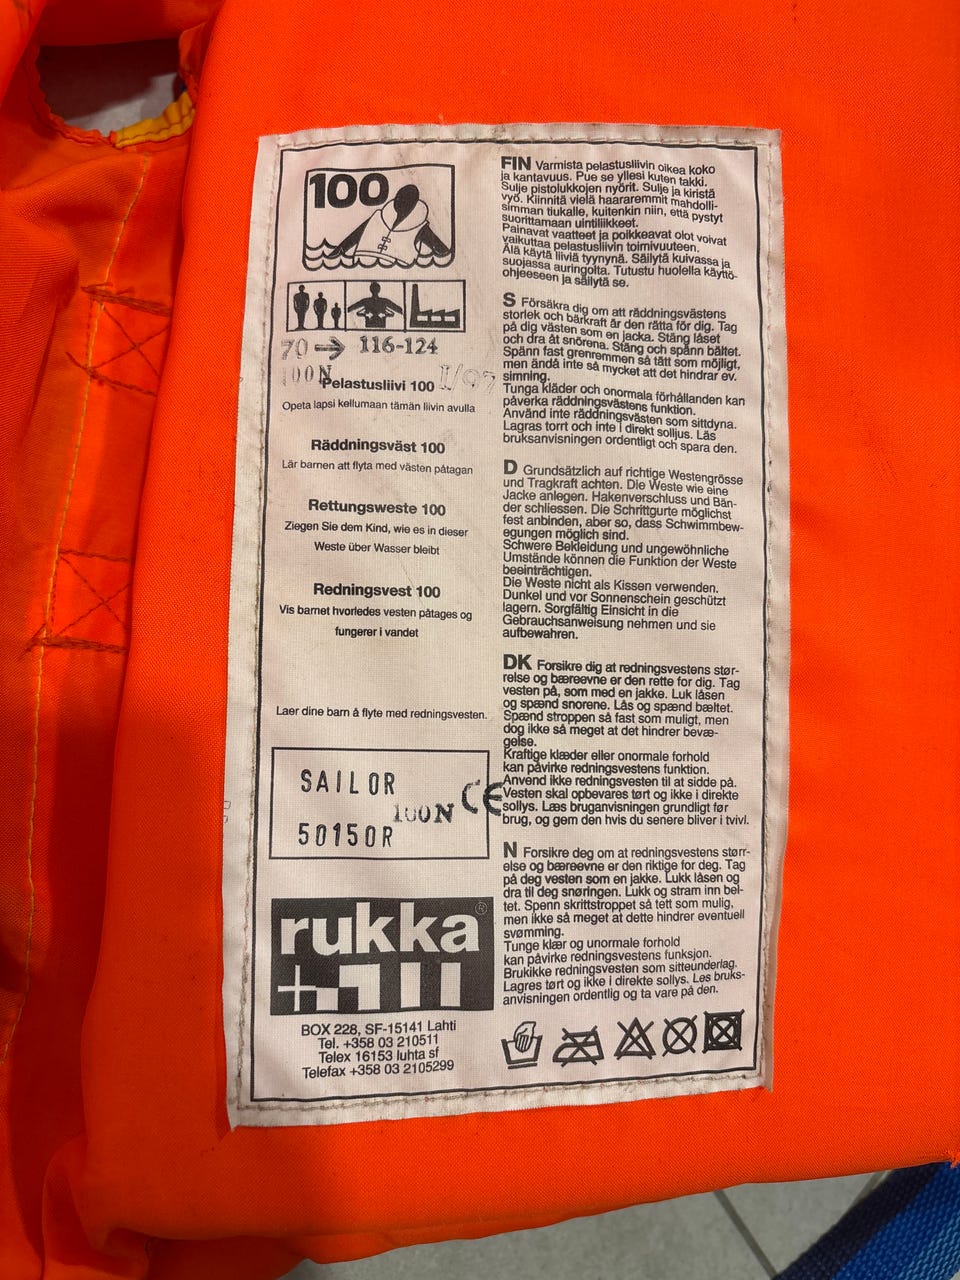 100
70 → 116-124
100N
Pelastusliivi 100
Opeta lapsi kellumaan tämän liivin avulla
Räddningsväst 100
Lär barnen att flyta med västen påtagan
Rettungsweste 100
Ziegen Sie dem Kind, wie es in dieser
Weste über Wasser bleibt
Redningsvest 100
Vis barnet hvorledes vesten påtages og
fungerer i vandet
Laer dine barn å flyte med redningsvesten.
SAILOR
100N CE
50150R
rukka®
BOX 228, SF-15141 Lahti
Tel. +358 03 210511
Telex 16153 luhta sf
Telefax +358 03 2105299
FIN Varmista pelastusliivin oikea koko
ja kantavuus. Pue se yllesi kuten takki.
Sulje pistolukkojen nyörit. Sulje ja kiristä
vyö. Kiinnitä vielä haararemmit mahdolli-
simman tiukalle, kuitenkin niin, että pystyt
suorittamaan uintiliikkeet.
Painavat vaatteet ja poikkeavat olot voivat
vaikuttaa pelastusliivin toimivuuteen.
Älä käytä liiviä tyynynä. Säilytä kuivassa ja
suojassa auringolta. Tutustu huolella käyttö-
ohjeeseen ja säilytä se.
S Försäkra dig om att räddningsvästens
storlek och bärkraft är den rätta för dig. Tag
på dig västen som en jacka. Stäng låset
och dra åt snörena. Stäng och spänn bältet.
Spänn fast grenremmen så tätt som möjligt,
men ändå inte så mycket att det hindrar ev.
simning.
Tunga kläder och onormala förhållanden kan
påverka räddningsvästens funktion.
Använd inte räddningsvästen som sittdyna.
Lagras torrt och inte i direkt solljus. Läs
bruksanvisningen ordentligt och spara den.
D Grundsätzlich auf richtige Westengrösse
und Tragkraft achten. Die Weste wie eine
Jacke anlegen. Hakenverschluss und Bän-
der schliessen. Die Schrittgurte möglichst
fest anbinden, aber so, dass Schwimmbew-
egungen möglich sind.
Schwere Bekleidung und ungewöhnliche
Umstände können die Funktion der Weste
beeinträchtigen.
Die Weste nicht als Kissen verwenden.
Dunkel und vor Sonnenschein geschützt
lagern. Sorgfältig Einsicht in die
Gebrauchsanweisung nehmen und sie
aufbewahren.
DK Forsikre dig at redningsvestens stør-
relse og bæreevne er den rette for dig. Tag
vesten på, som med en jakke. Luk låsen
og spænd snorene. Lås og spænd bæltet.
Spænd stroppen så fast som muligt, men
dog ikke så meget at det hindrer bevæ-
gelse.
Kraftige klæder eller onormale forhold
kan påvirke redningsvestens funktion.
Anvend ikke redningsvesten til at sidde på.
Vesten skal opbevares tørt og ikke i direkte
sollys. Læs bruganvisningen grundligt før
brug, og gem den hvis du senere bliver i tvivl.
N Forsikre deg om at redningsvestens størr-
else og bæreevne er den riktige for deg. Tag
på deg vesten som en jakke. Lukk låsen og
dra til deg snøringen. Lukk og stram inn bel-
tet. Spenn skrittstroppet så tett som mulig,
men ikke så meget at dette hindrer eventuell
svømming.
Tunge klær og unormale forhold
kan påvirke redningsvestens funksjon.
Brukikke redningsvesten som sitteunderlag.
Lagres tørt og ikke i direkte sollys. Les bruks-
anvisningen ordentlig og ta vare på den.